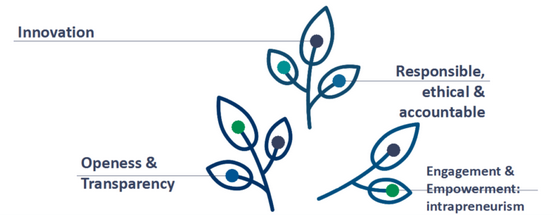 Innovation
Responsible,
ethical &
accountable
Openess &
Transparency
Engagement &
Empowerment:
intrapreneurism